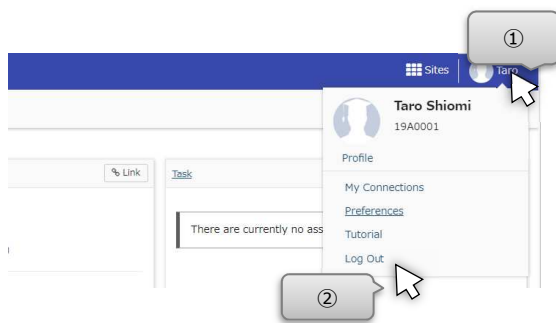 ①
Sites
Taro
Taro Shiomi
19A0001
Profile
Link
Task
My Connections
Preferences
There are currently no ass
Tutorial
Log Out
②